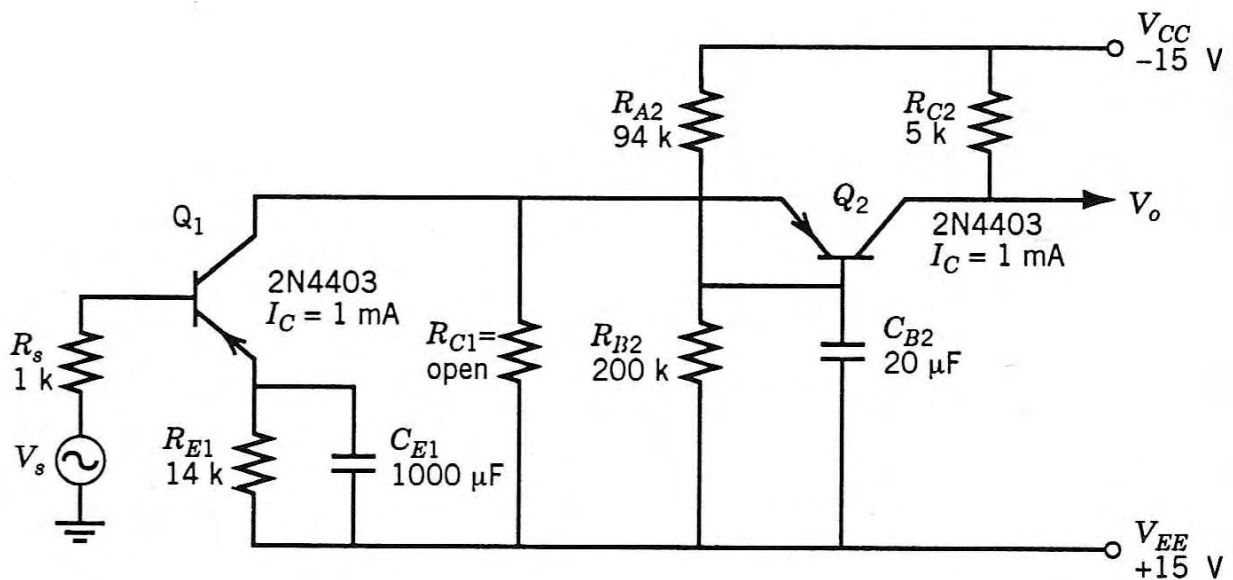 V_CC
-15 V
R_A2
94 k
R_C2
5 k
Q_1
Q_2
V_o
2N4403
I_C = 1 mA
2N4403
I_C = 1 mA
R_s
1 k
R_C1 =
open
R_B2
200 k
C_B2
20 µF
V_s
R_E1
14 k
C_E1
1000 µF
V_EE
+15 V